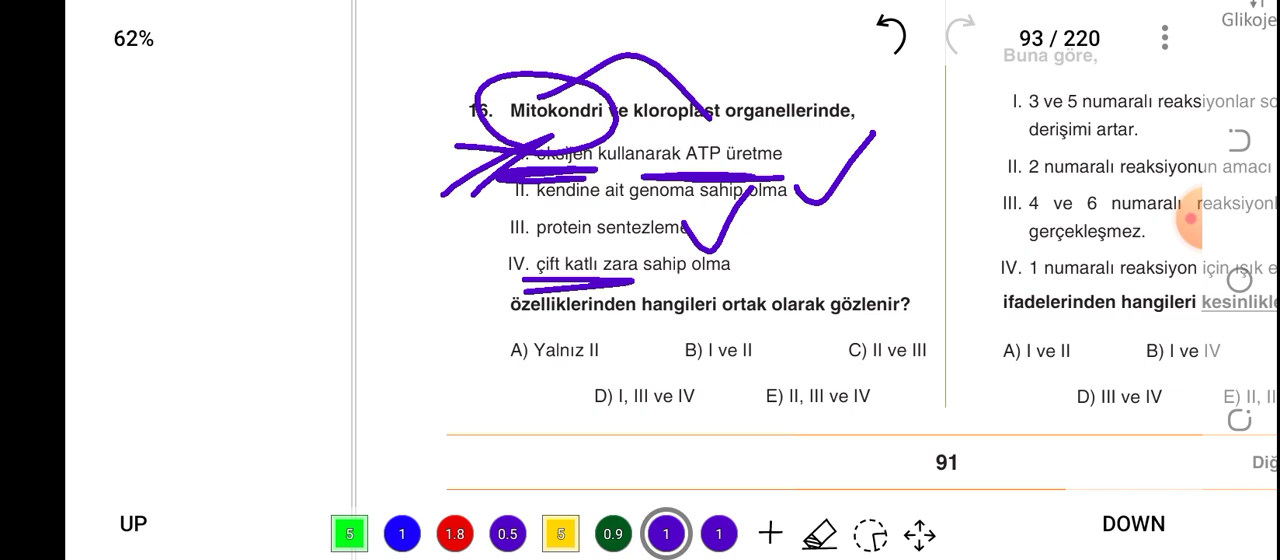 62%
93 / 220
Glikoje
Buna göre,
16. Mitokondri ve kloroplast organellerinde,
I. oksijen kullanarak ATP üretme
II. kendine ait genoma sahip olma
III. protein sentezleme
IV. çift katlı zara sahip olma
özelliklerinden hangileri ortak olarak gözlenir?
A) Yalnız II B) I ve II C) II ve III
D) I, III ve IV E) II, III ve IV
I. 3 ve 5 numaralı reaksiyonlar so
derişimi artar.
II. 2 numaralı reaksiyonun amacı
III. 4 ve 6 numaralı reaksiyonl
gerçekleşmez.
IV. 1 numaralı reaksiyon için ışık e
ifadelerinden hangileri kesinlikl
A) I ve II B) I ve IV
D) III ve IV E) II, II
91
Diğ
UP
5 1 1.8 0.5 5 0.9 1 1
DOWN